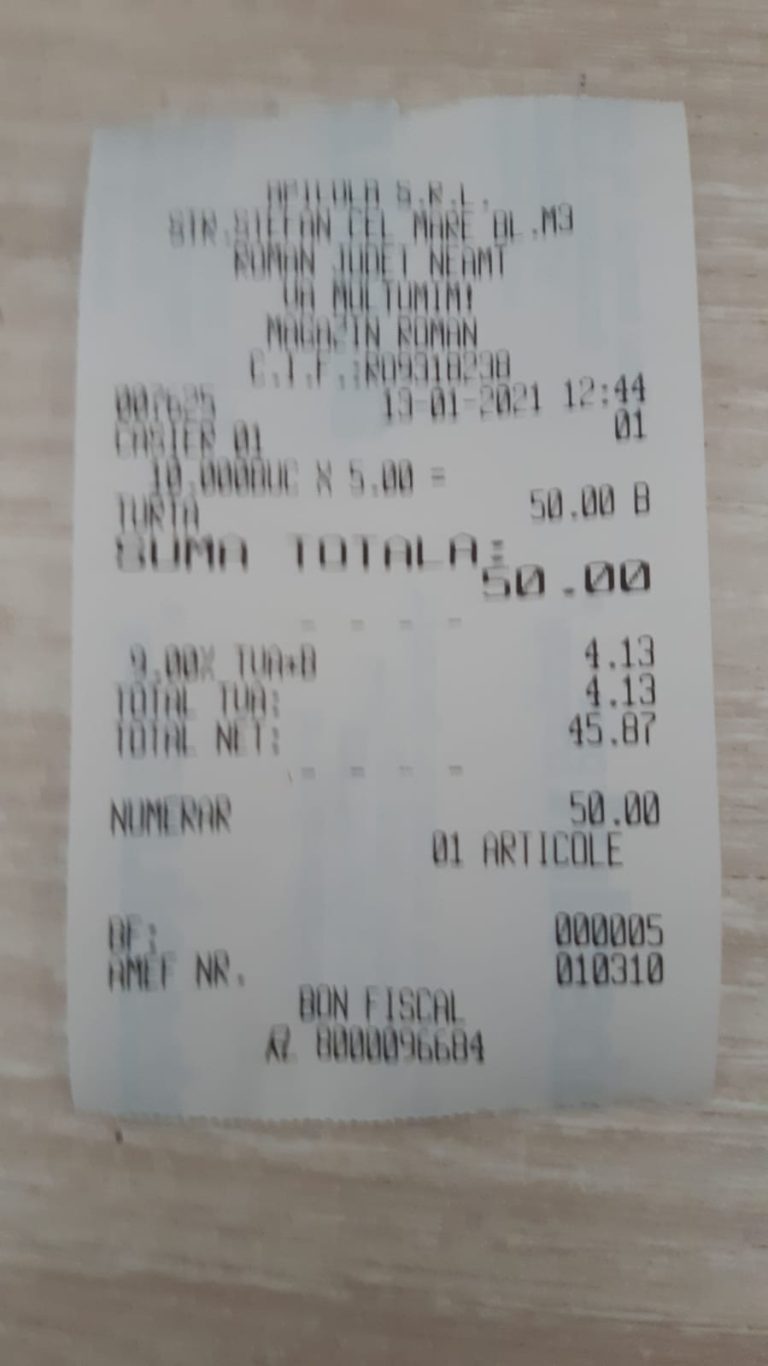 APICOLA S.R.L.
STR.STEFAN CEL MARE BL.M3
ROMAN JUDET NEAMT
VA MULTUMIM!
MAGAZIN ROMAN
C.I.F.:RO9318238
007625 13-01-2021 12:44
CASIER 01 01
10.000BUC X 5.00 =
TURTA 50.00 B
SUMA TOTALA:
50.00
- - - -
9.00% TVA+B 4.13
TOTAL TVA: 4.13
TOTAL NET: 45.87
- - - -
NUMERAR 50.00
01 ARTICOLE
BF: 000005
AMEF NR. 010310
BON FISCAL
8000096684